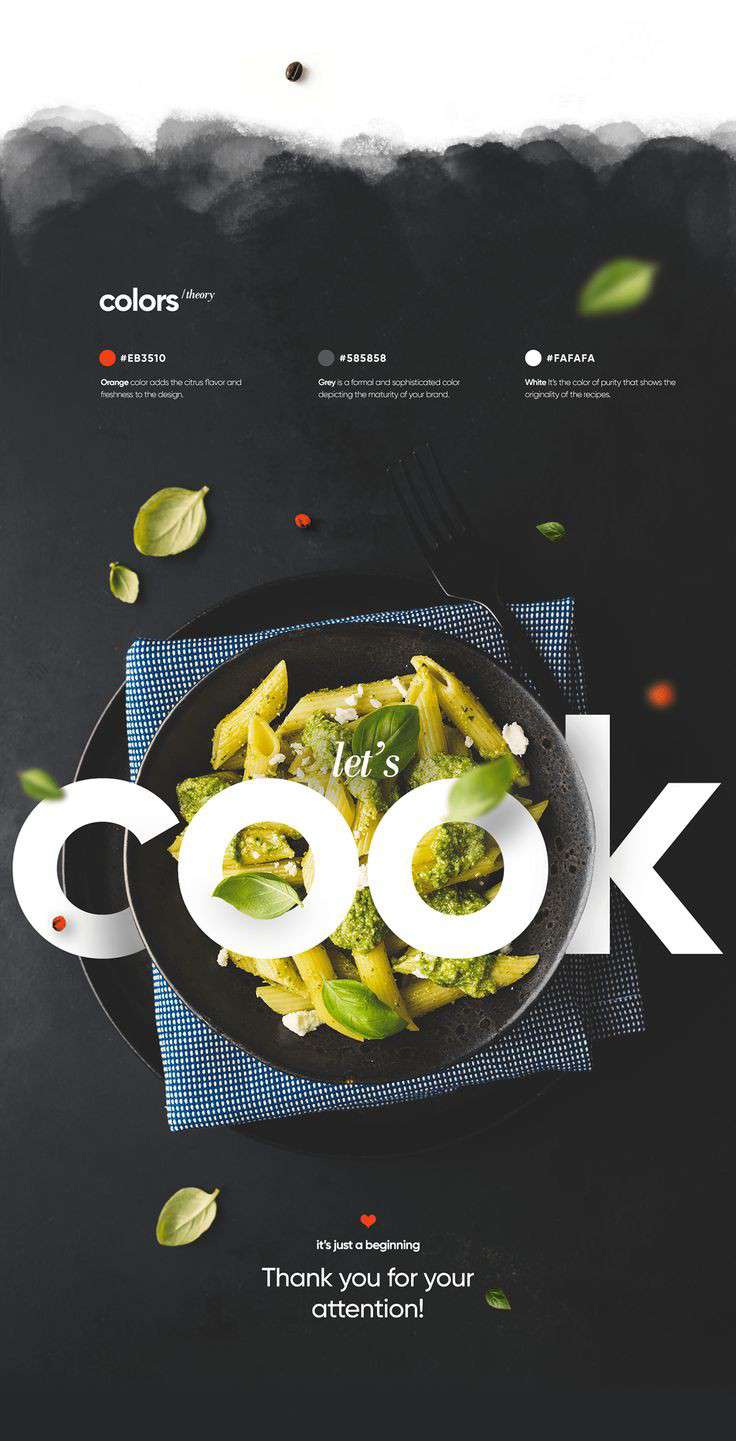 colors /theory
#EB3510
Orange color adds the citrus flavor and
freshness to the design.
#585858
Grey is a formal and sophisticated color
depicting the maturity of your brand.
#FAFAFA
White It's the color of purity that shows the
originality of the recipes.
let's
cook
it's just a beginning
Thank you for your
attention!